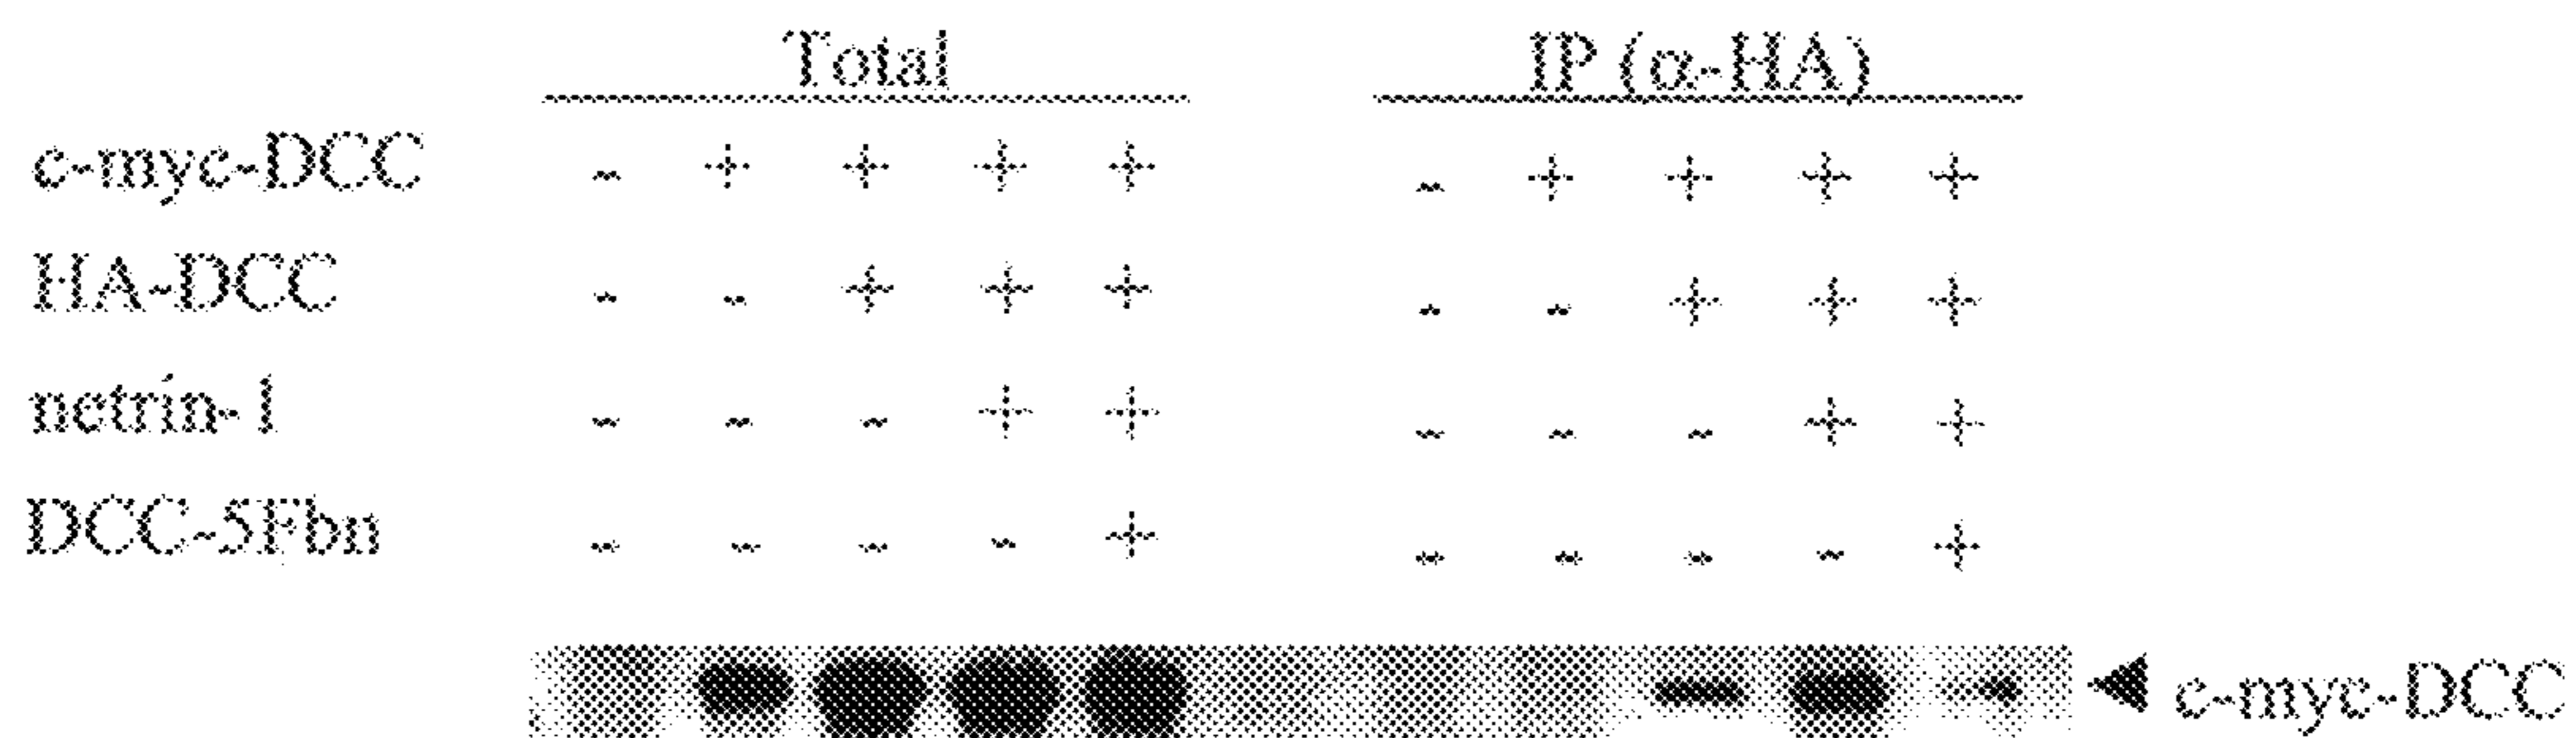 Total IP (α-HA)
c-myc-DCC - + + + + - + + + +
HA-DCC - - + + + - - + + +
netrin-1 - - - + + - - - + +
DCC-5Fbn - - - - + - - - - +
c-myc-DCC